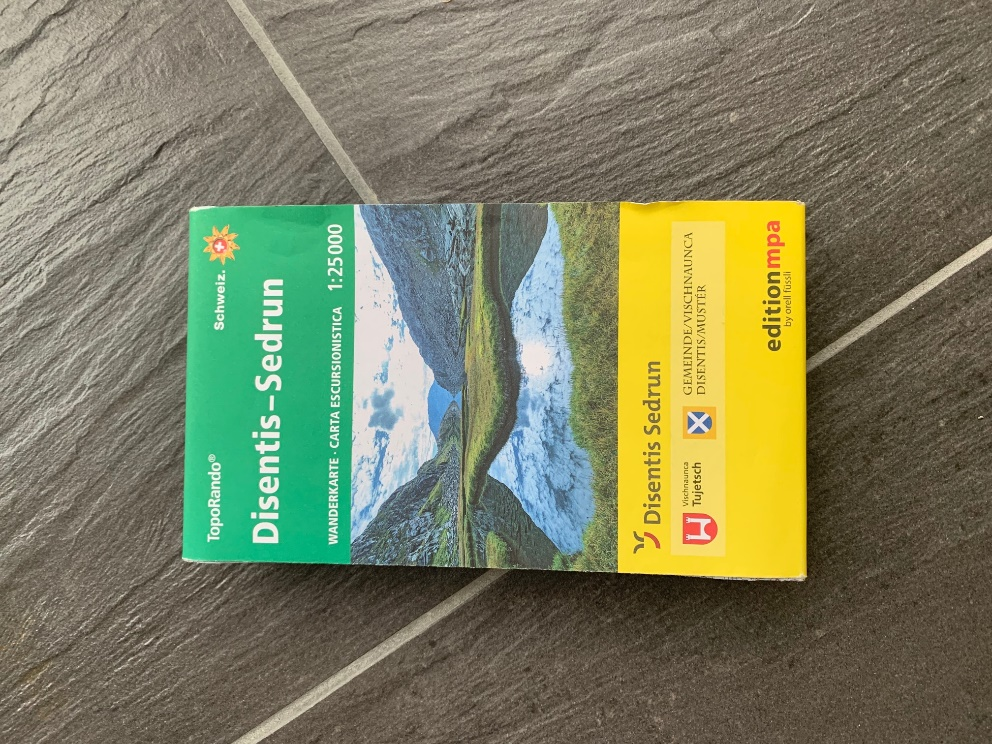 TopoRando®
Schweiz.
Disentis–Sedrun
WANDERKARTE · CARTA ESCURSIONISTICA 1:25 000
Disentis Sedrun
Vischnaunca
Tujetsch
GEMEINDE/VISCHNAUNCA
DISENTIS/MUSTÉR
editionmpa
by orell füssli